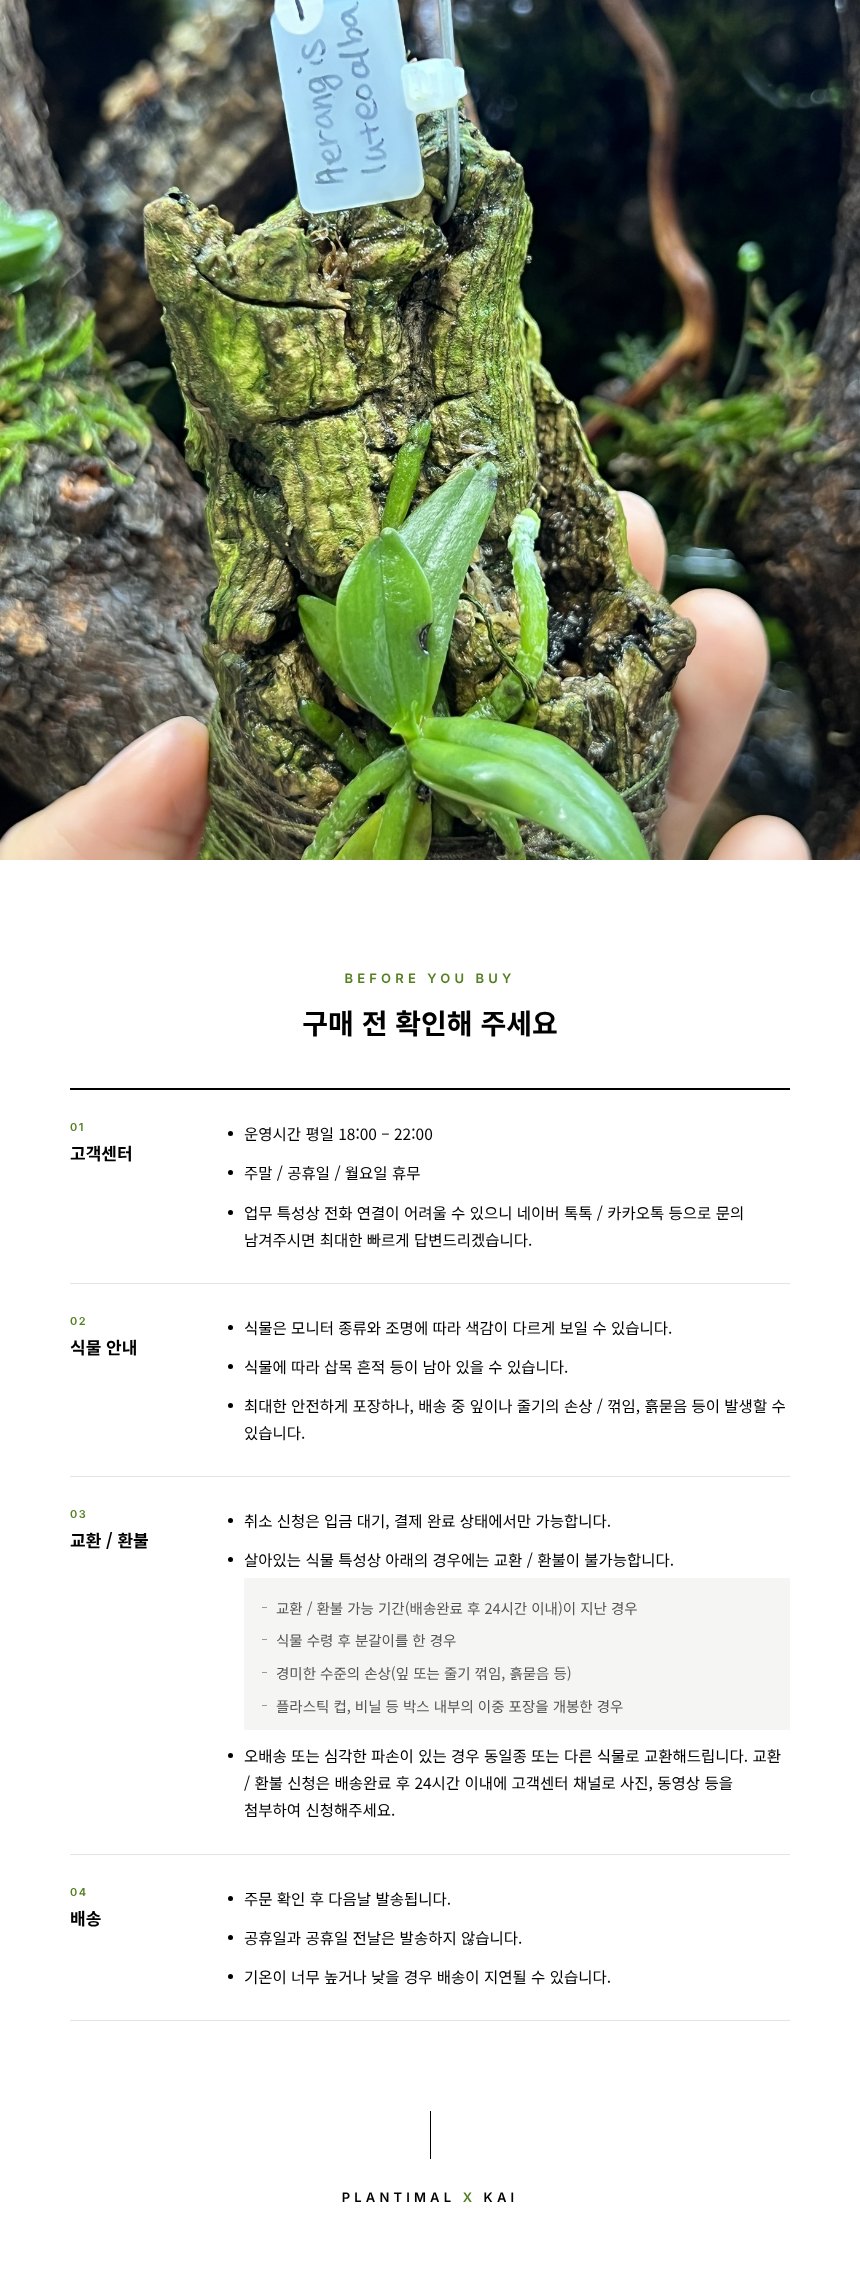 Aerangis
luteoalba
BEFORE YOU BUY
구매 전 확인해 주세요
01
고객센터
• 운영시간 평일 18:00 – 22:00
• 주말 / 공휴일 / 월요일 휴무
• 업무 특성상 전화 연결이 어려울 수 있으니 네이버 톡톡 / 카카오톡 등으로 문의
남겨주시면 최대한 빠르게 답변드리겠습니다.
02
식물 안내
• 식물은 모니터 종류와 조명에 따라 색감이 다르게 보일 수 있습니다.
• 식물에 따라 삽목 흔적 등이 남아 있을 수 있습니다.
• 최대한 안전하게 포장하나, 배송 중 잎이나 줄기의 손상 / 꺾임, 흙묻음 등이 발생할 수
있습니다.
03
교환 / 환불
• 취소 신청은 입금 대기, 결제 완료 상태에서만 가능합니다.
• 살아있는 식물 특성상 아래의 경우에는 교환 / 환불이 불가능합니다.
- 교환 / 환불 가능 기간(배송완료 후 24시간 이내)이 지난 경우
- 식물 수령 후 분갈이를 한 경우
- 경미한 수준의 손상(잎 또는 줄기 꺾임, 흙묻음 등)
- 플라스틱 컵, 비닐 등 박스 내부의 이중 포장을 개봉한 경우
• 오배송 또는 심각한 파손이 있는 경우 동일종 또는 다른 식물로 교환해드립니다. 교환
/ 환불 신청은 배송완료 후 24시간 이내에 고객센터 채널로 사진, 동영상 등을
첨부하여 신청해주세요.
04
배송
• 주문 확인 후 다음날 발송됩니다.
• 공휴일과 공휴일 전날은 발송하지 않습니다.
• 기온이 너무 높거나 낮을 경우 배송이 지연될 수 있습니다.
PLANTIMAL X KAI